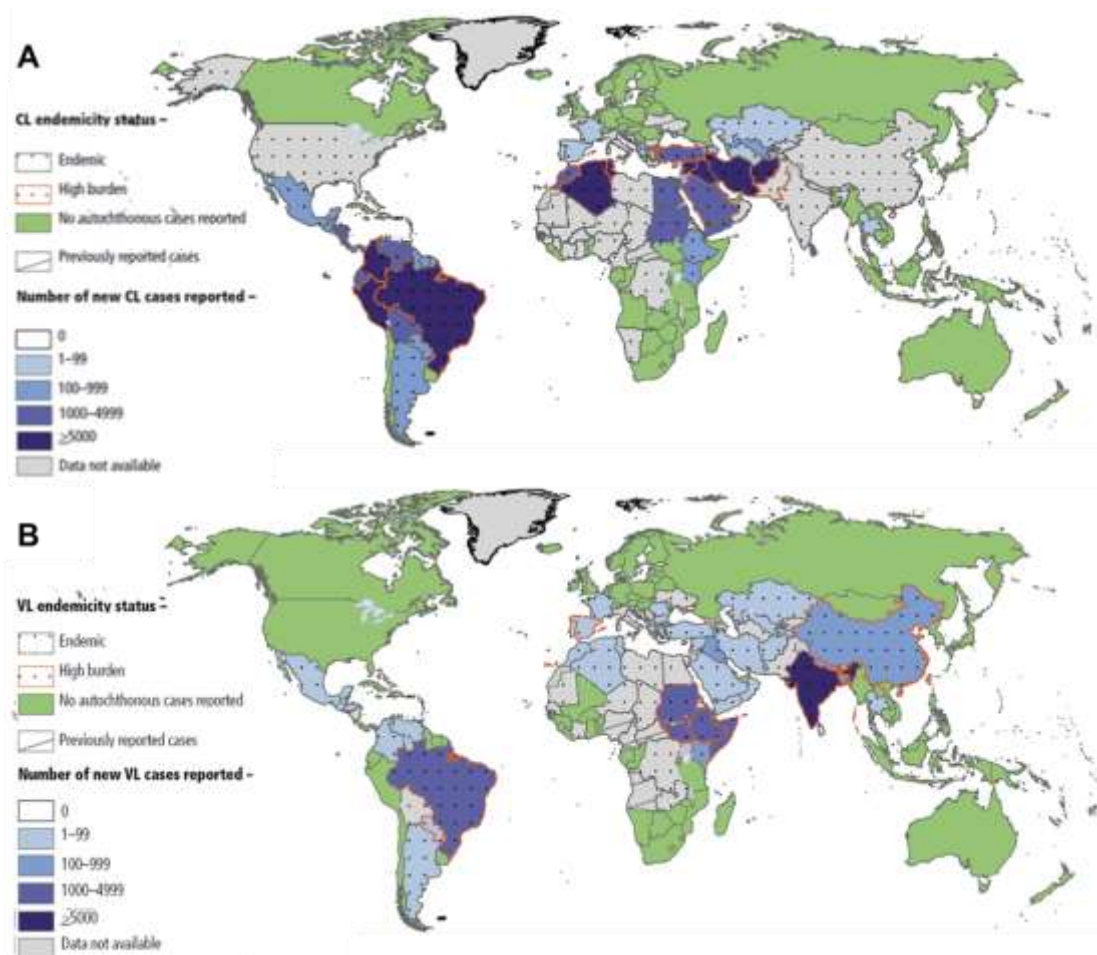 A
CL endemicity status –
Endemic
High burden
No autochthonous cases reported
Previously reported cases
Number of new CL cases reported –
0
1–99
100–999
1000–4999
≥5000
Data not available
B
VL endemicity status –
Endemic
High burden
No autochthonous cases reported
Previously reported cases
Number of new VL cases reported –
0
1–99
100–999
1000–4999
≥5000
Data not available